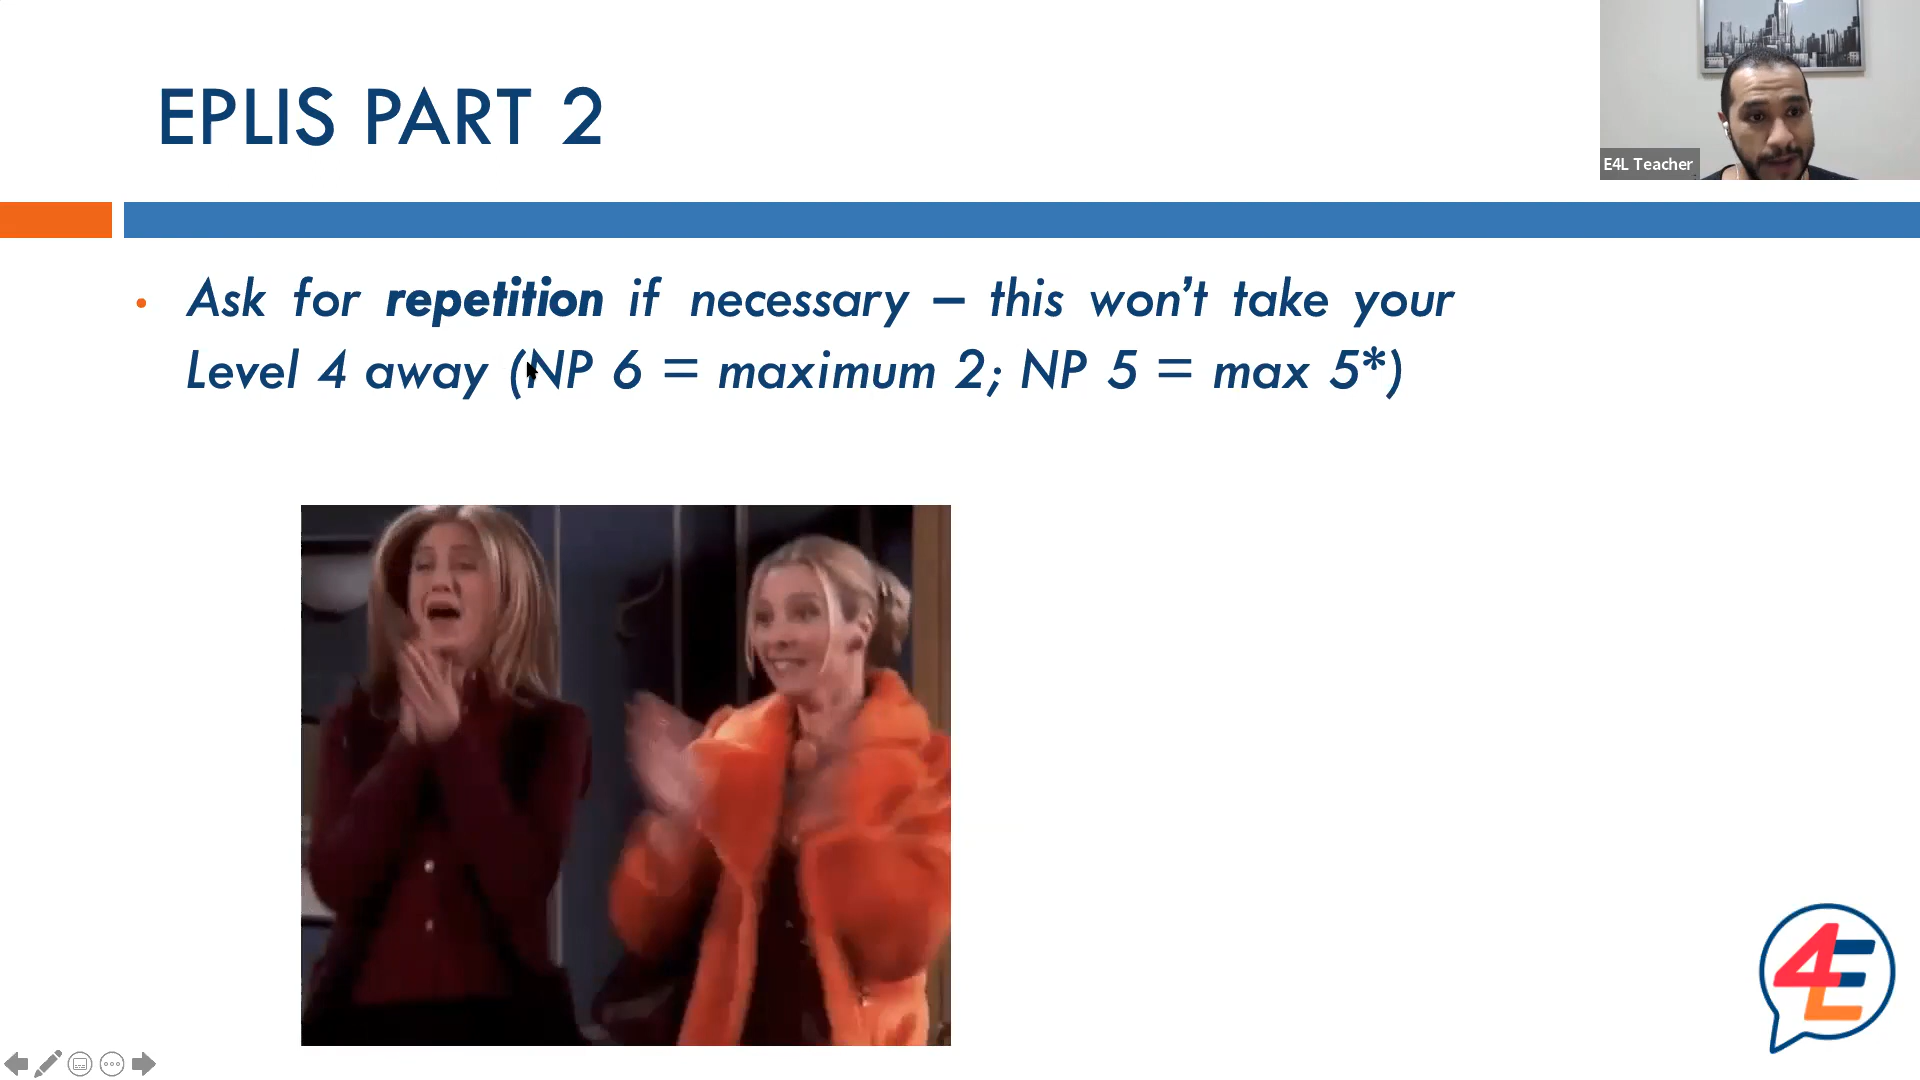 EPLIS PART 2
E4L Teacher
• Ask for repetition if necessary – this won’t take your
Level 4 away (NP 6 = maximum 2; NP 5 = max 5*)
4E